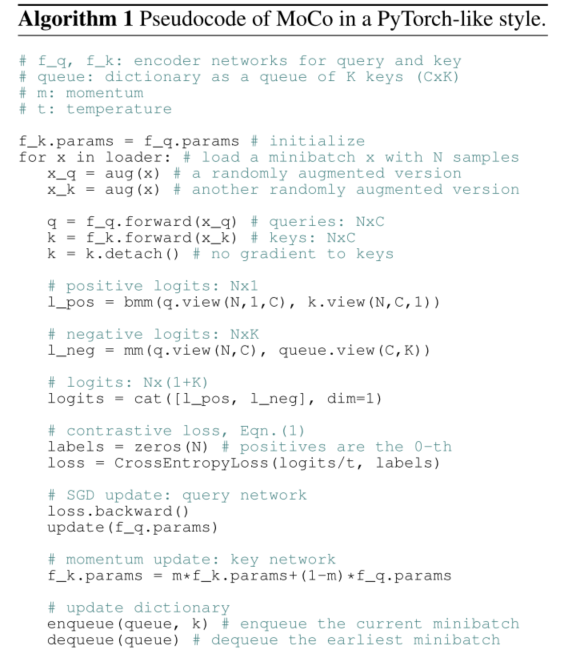 Algorithm 1 Pseudocode of MoCo in a PyTorch-like style.
# f_q, f_k: encoder networks for query and key
# queue: dictionary as a queue of K keys (CxK)
# m: momentum
# t: temperature
f_k.params = f_q.params # initialize
for x in loader: # load a minibatch x with N samples
x_q = aug(x) # a randomly augmented version
x_k = aug(x) # another randomly augmented version
q = f_q.forward(x_q) # queries: NxC
k = f_k.forward(x_k) # keys: NxC
k = k.detach() # no gradient to keys
# positive logits: Nx1
l_pos = bmm(q.view(N,1,C), k.view(N,C,1))
# negative logits: NxK
l_neg = mm(q.view(N,C), queue.view(C,K))
# logits: Nx(1+K)
logits = cat([l_pos, l_neg], dim=1)
# contrastive loss, Eqn.(1)
labels = zeros(N) # positives are the 0-th
loss = CrossEntropyLoss(logits/t, labels)
# SGD update: query network
loss.backward()
update(f_q.params)
# momentum update: key network
f_k.params = m*f_k.params+(1-m)*f_q.params
# update dictionary
enqueue(queue, k) # enqueue the current minibatch
dequeue(queue) # dequeue the earliest minibatch